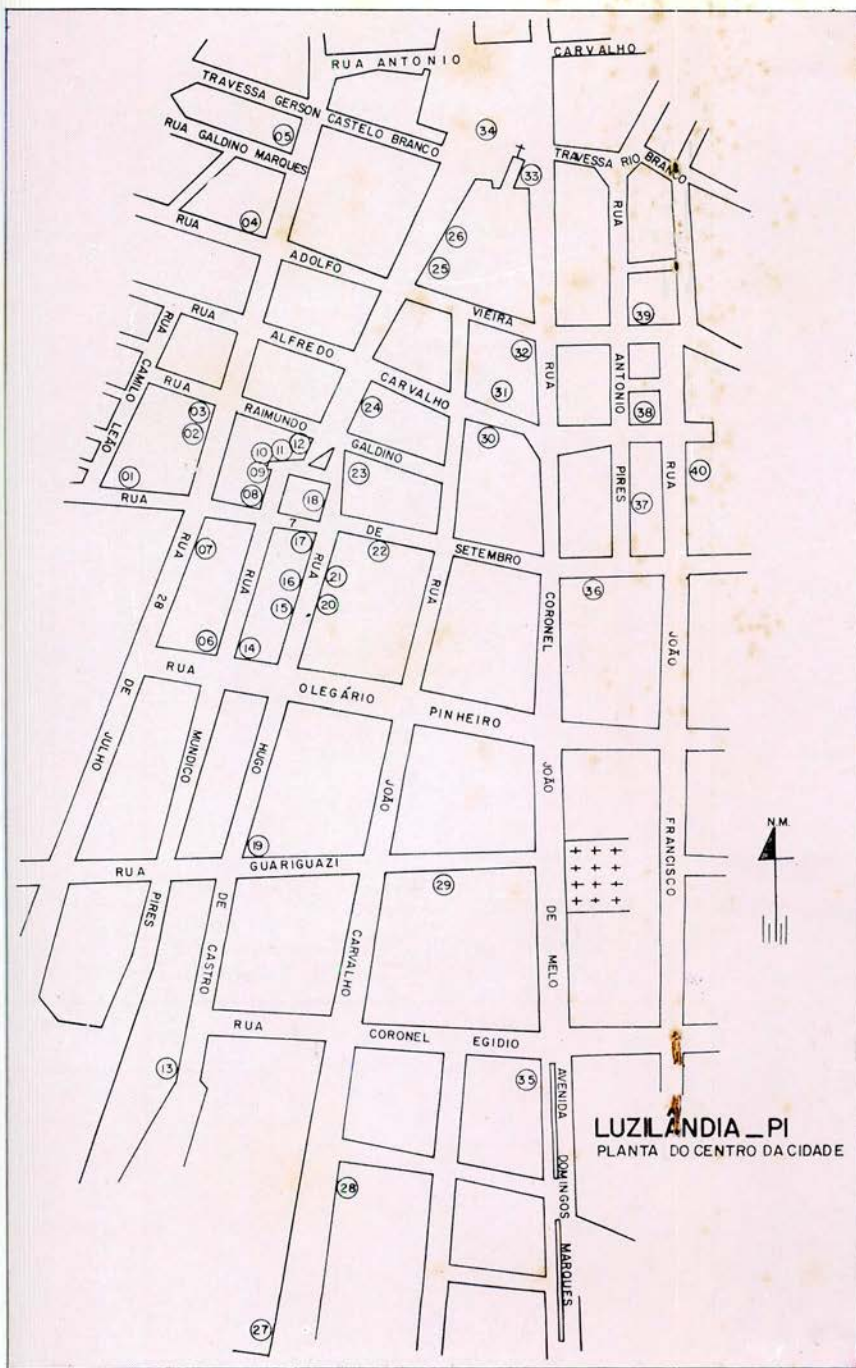 RUA ANTONIO CARVALHO
TRAVESSA GERSON CASTELO BRANCO
RUA GALDINO MARQUES
05
34
33
TRAVESSA RIO BRANCO
04
RUA ADOLFO VIEIRA
26
25
RUA ANTONIO PIRES
39
RUA ALFREDO CARVALHO
32
31
RUA CAMILO LEÃO
RUA RAIMUNDO GALDINO
03
02
24
30
38
10
11
12
09
23
40
01
08
18
37
RUA 7 DE SETEMBRO
07
17
22
16
21
15
20
36
06
14
RUA 28 DE JULHO
RUA MUNDICO PIRES
RUA HUGO DE CASTRO
RUA JOÃO CARVALHO
RUA CORONEL JOÃO DE MELO
RUA JOÃO FRANCISCO
RUA OLEGÁRIO PINHEIRO
N.M.
19
RUA GUARIGUAZI
29
RUA CORONEL EGIDIO
13
35
AVENIDA DOMINGOS MARQUES
28
27
LUZILÂNDIA_PI
PLANTA DO CENTRO DA CIDADE